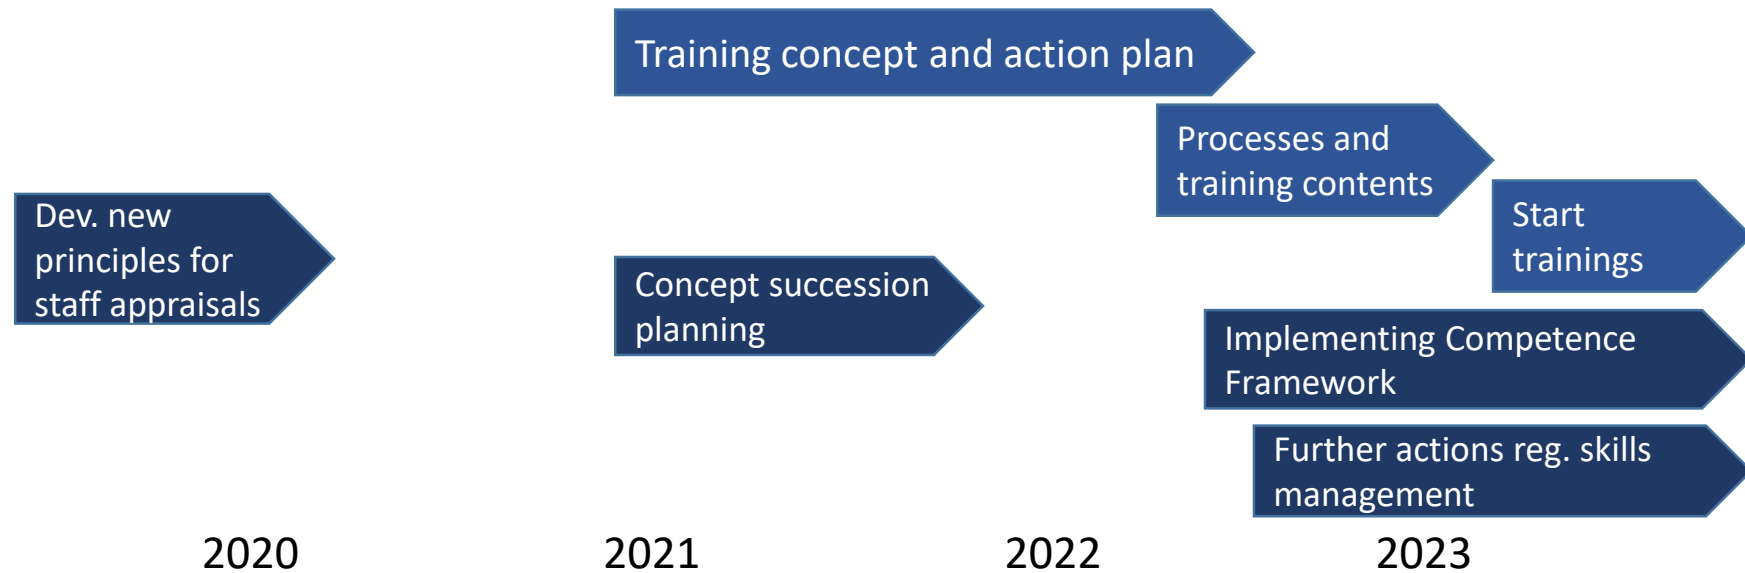 Training concept and action plan
Processes and
training contents
Start
trainings
Dev. new
principles for
staff appraisals
Concept succession
planning
Implementing Competence
Framework
Further actions reg. skills
management
2020
2021
2022
2023